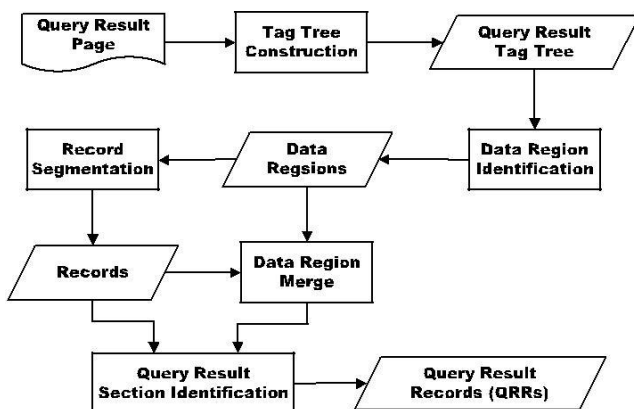 Query Result
Page
Tag Tree
Construction
Query Result
Tag Tree
Record
Segmentation
Data
Regsions
Data Region
Identification
Records
Data Region
Merge
Query Result
Section Identification
Query Result
Records (QRRs)